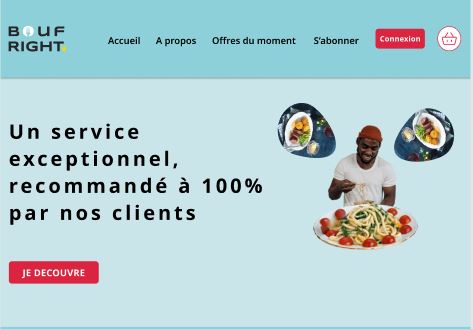 BOUF
RIGHT
Accueil A propos Offres du moment S’abonner Connexion
Un service
exceptionnel,
recommandé à 100%
par nos clients
JE DECOUVRE